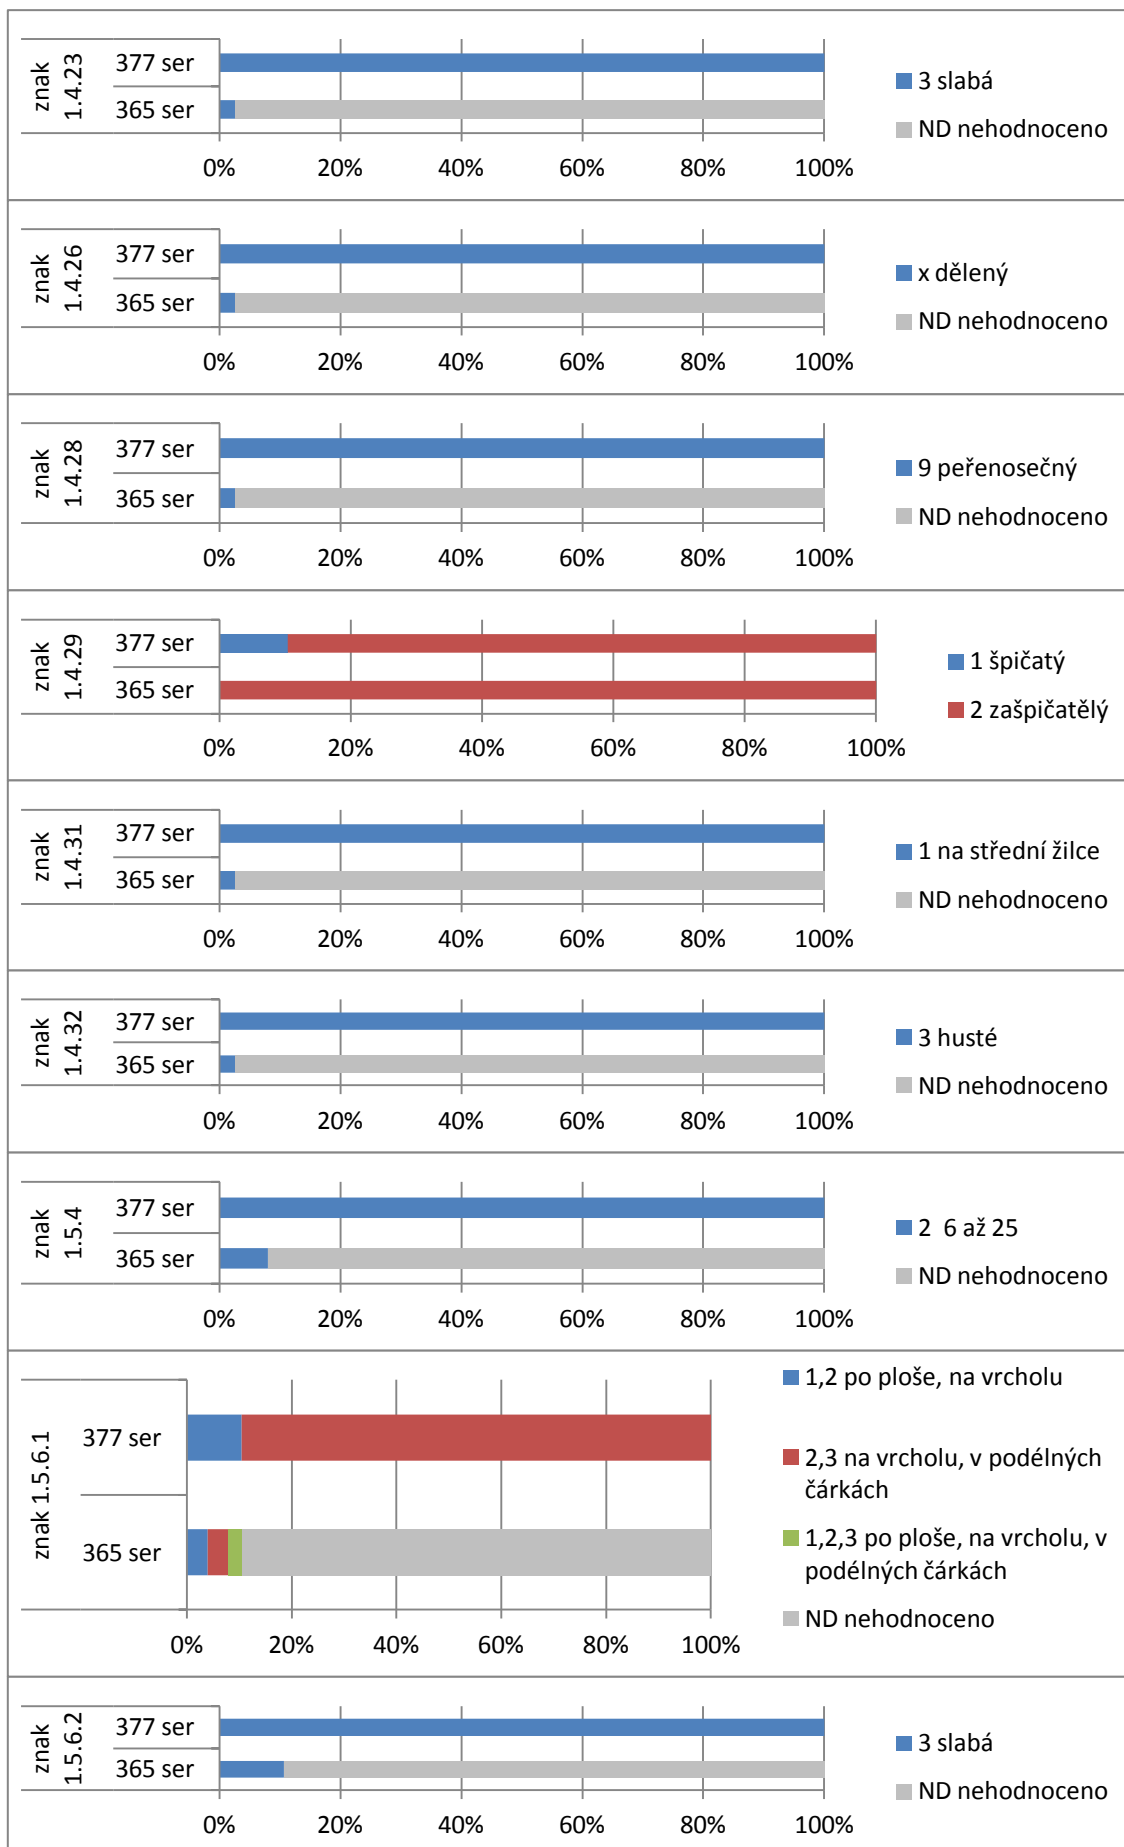 znak
1.4.23
377 ser
365 ser
0% 20% 40% 60% 80% 100%
3 slabá
ND nehodnoceno
znak
1.4.26
377 ser
365 ser
0% 20% 40% 60% 80% 100%
x dělený
ND nehodnoceno
znak
1.4.28
377 ser
365 ser
0% 20% 40% 60% 80% 100%
9 peřenosečný
ND nehodnoceno
znak
1.4.29
377 ser
365 ser
0% 20% 40% 60% 80% 100%
1 špičatý
2 zašpičatělý
znak
1.4.31
377 ser
365 ser
0% 20% 40% 60% 80% 100%
1 na střední žilce
ND nehodnoceno
znak
1.4.32
377 ser
365 ser
0% 20% 40% 60% 80% 100%
3 husté
ND nehodnoceno
znak
1.5.4
377 ser
365 ser
0% 20% 40% 60% 80% 100%
2 6 až 25
ND nehodnoceno
znak 1.5.6.1
377 ser
365 ser
0% 20% 40% 60% 80% 100%
1,2 po ploše, na vrcholu
2,3 na vrcholu, v podélných
čárkách
1,2,3 po ploše, na vrcholu, v
podélných čárkách
ND nehodnoceno
znak
1.5.6.2
377 ser
365 ser
0% 20% 40% 60% 80% 100%
3 slabá
ND nehodnoceno